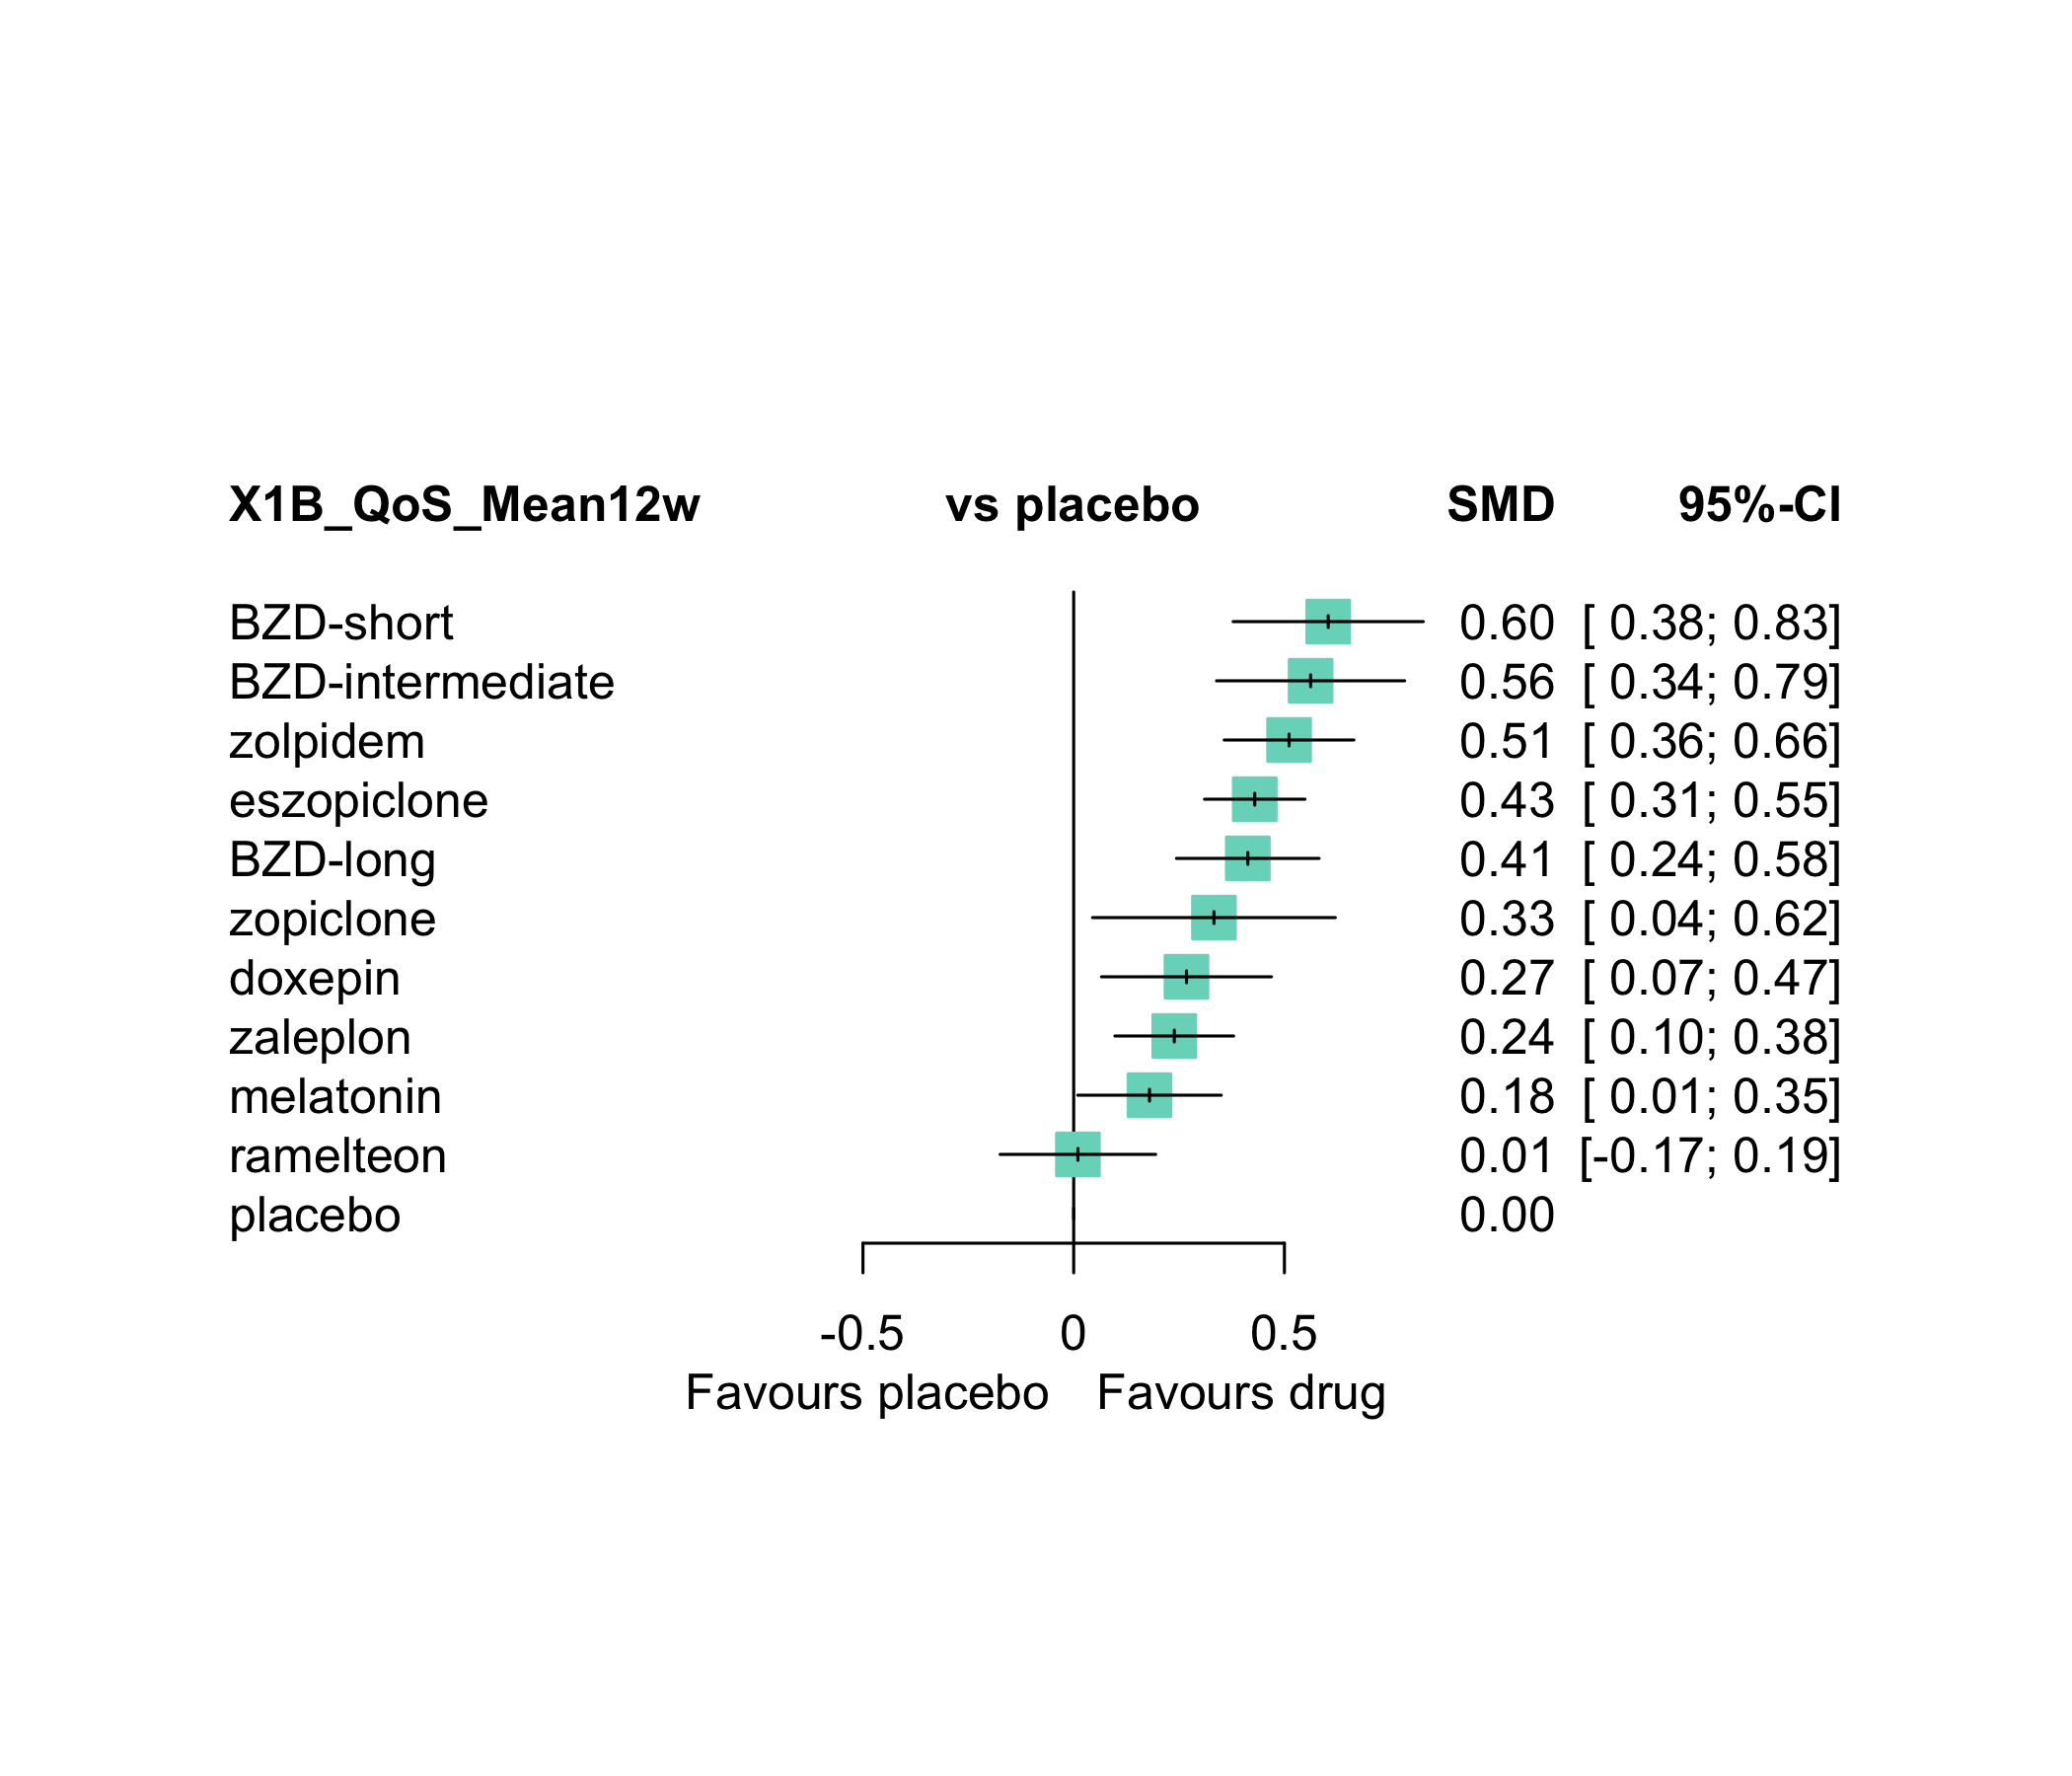 X1B_QoS_Mean12w vs placebo SMD 95%-CI
BZD-short 0.60 [ 0.38; 0.83]
BZD-intermediate 0.56 [ 0.34; 0.79]
zolpidem 0.51 [ 0.36; 0.66]
eszopiclone 0.43 [ 0.31; 0.55]
BZD-long 0.41 [ 0.24; 0.58]
zopiclone 0.33 [ 0.04; 0.62]
doxepin 0.27 [ 0.07; 0.47]
zaleplon 0.24 [ 0.10; 0.38]
melatonin 0.18 [ 0.01; 0.35]
ramelteon 0.01 [-0.17; 0.19]
placebo 0.00
-0.5 0 0.5
Favours placebo Favours drug